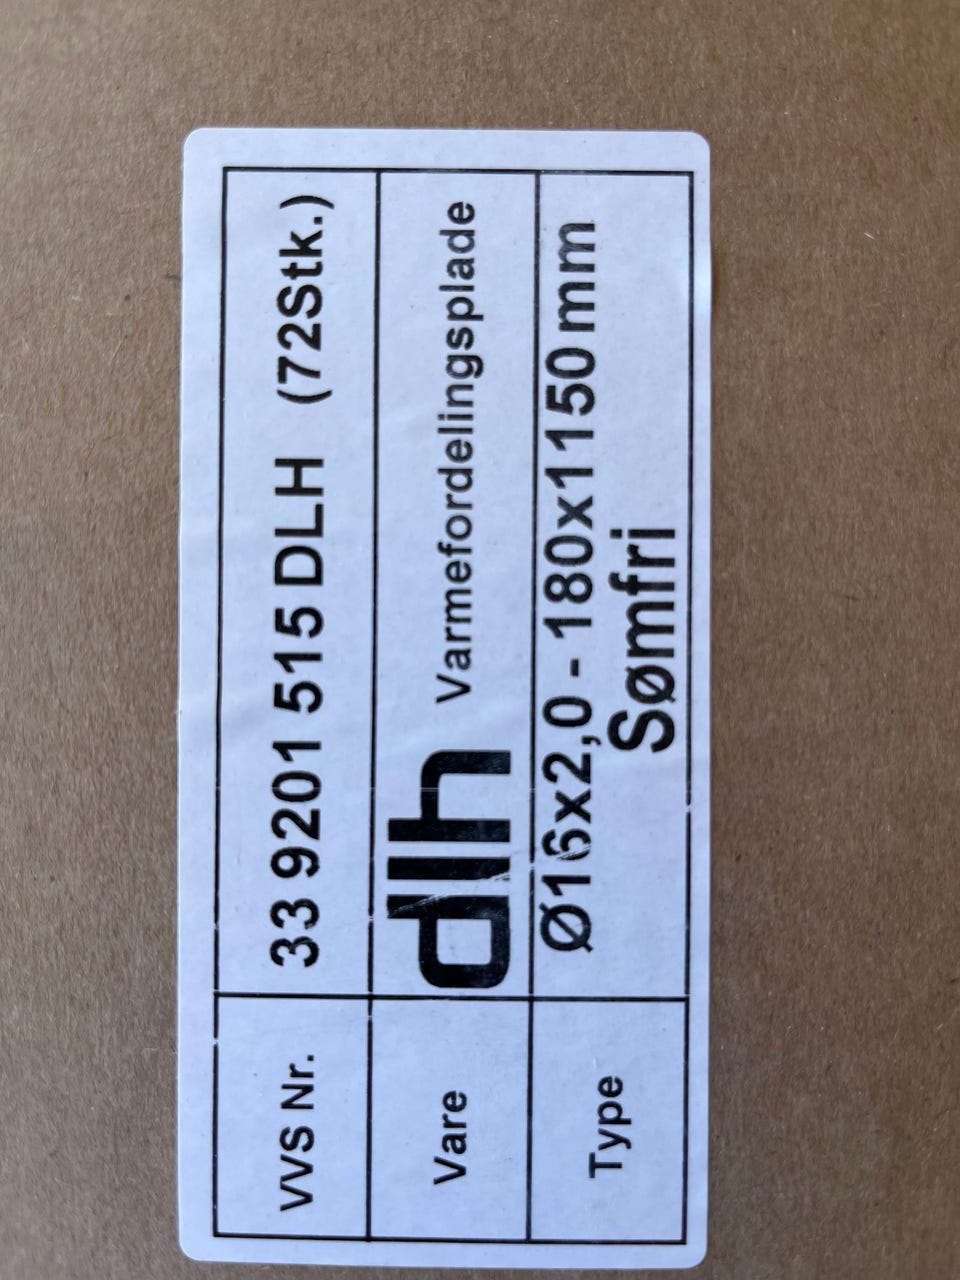 VVS Nr. 33 9201 515 DLH (72Stk.)
Vare dlh Varmefordelingsplade
Type Ø16x2,0 - 180x1150 mm
Sømfri